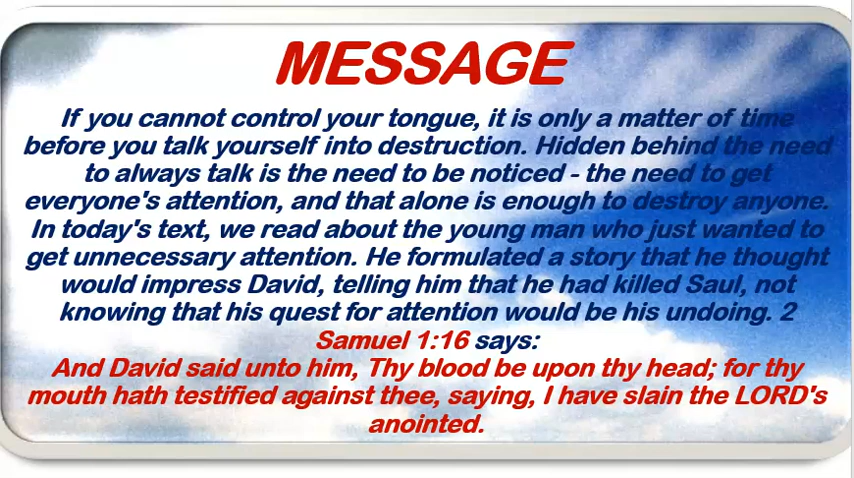 MESSAGE
If you cannot control your tongue, it is only a matter of time
before you talk yourself into destruction. Hidden behind the need
to always talk is the need to be noticed - the need to get
everyone's attention, and that alone is enough to destroy anyone.
In today's text, we read about the young man who just wanted to
get unnecessary attention. He formulated a story that he thought
would impress David, telling him that he had killed Saul, not
knowing that his quest for attention would be his undoing. 2
Samuel 1:16 says:
And David said unto him, Thy blood be upon thy head; for thy
mouth hath testified against thee, saying, I have slain the LORD's
anointed.